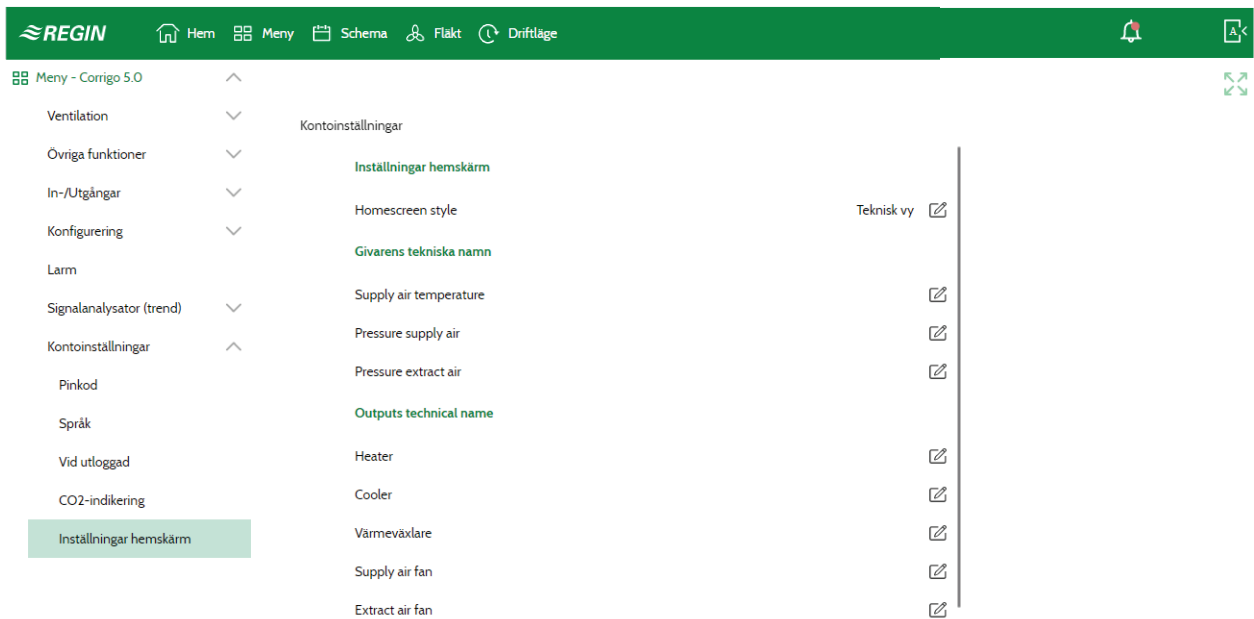 REGIN Hem Meny Schema Fläkt Driftläge A
Meny - Corrigo 5.0
Ventilation
Övriga funktioner
In-/Utgångar
Konfigurering
Larm
Signalanalysator (trend)
Kontoinställningar
Pinkod
Språk
Vid utloggad
CO2-indikering
Inställningar hemskärm
Kontoinställningar
Inställningar hemskärm
Homescreen style Teknisk vy
Givarens tekniska namn
Supply air temperature
Pressure supply air
Pressure extract air
Outputs technical name
Heater
Cooler
Värmeväxlare
Supply air fan
Extract air fan